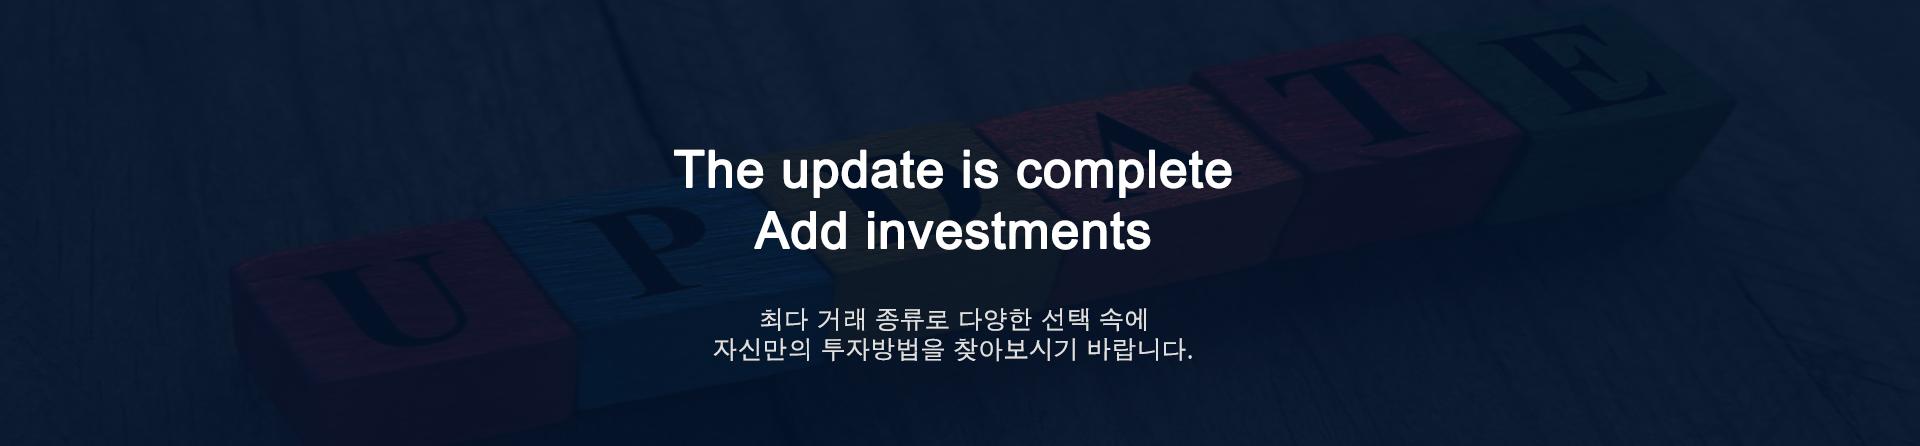 UPDATE
The update is complete
Add investments
최다 거래 종류로 다양한 선택 속에
자신만의 투자방법을 찾아보시기 바랍니다.